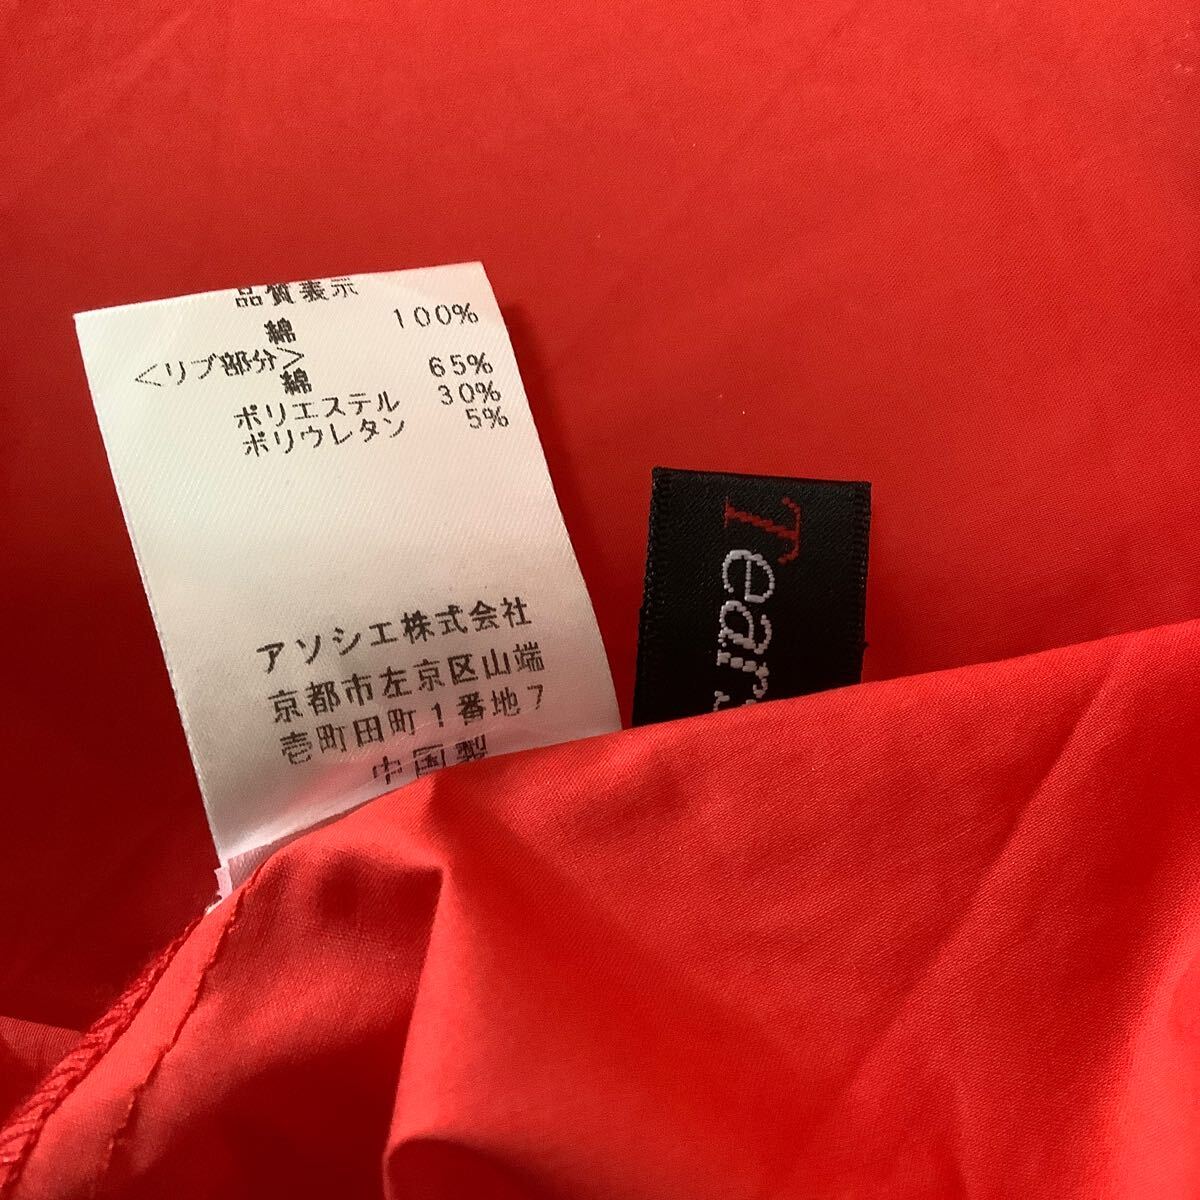 品質表示
綿 100%
<リブ部分>
綿 65%
ポリエステル 30%
ポリウレタン 5%
アソシエ株式会社
京都市左京区山端
壱町田町1番地7
中国製
Tear